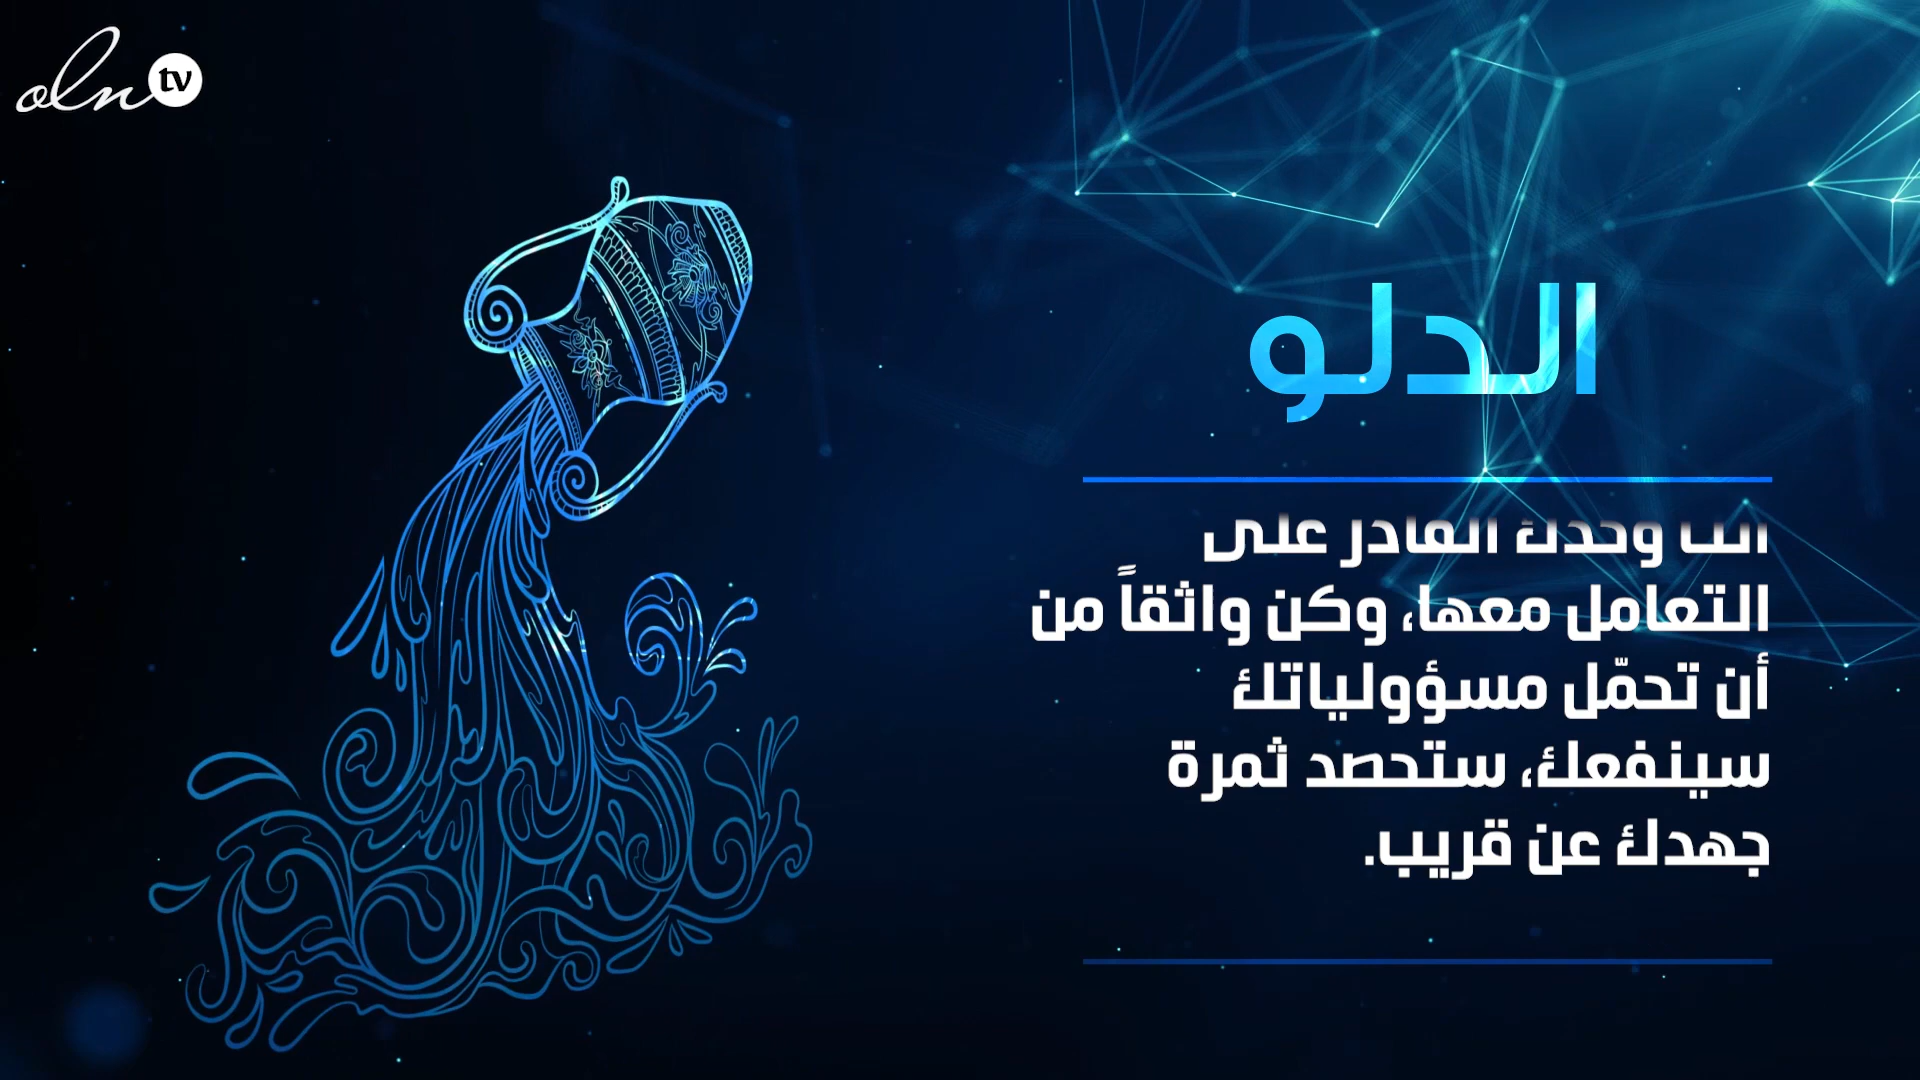 oln tv
الدلو
أنت وحدك القادر على
التعامل معها، وكن واثقاً من
أن تحمّل مسؤولياتك
سينفعك، ستحصد ثمرة
جهدك عن قريب.